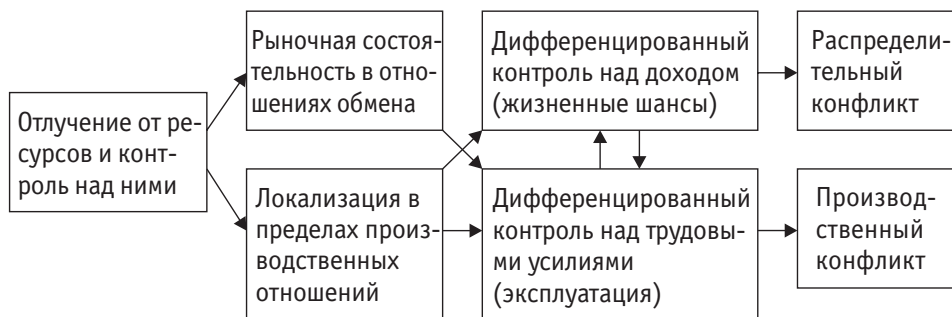 Отлучение от ре-
сурсов и конт-
роль над ними
Рыночная состоя-
тельность в отно-
шениях обмена
Локализация в
пределах произ-
водственных
отношений
Дифференцированный
контроль над доходом
(жизненные шансы)
Дифференцированный
контроль над трудовы-
ми усилиями
(эксплуатация)
Распредели-
тельный
конфликт
Производ-
ственный
конфликт